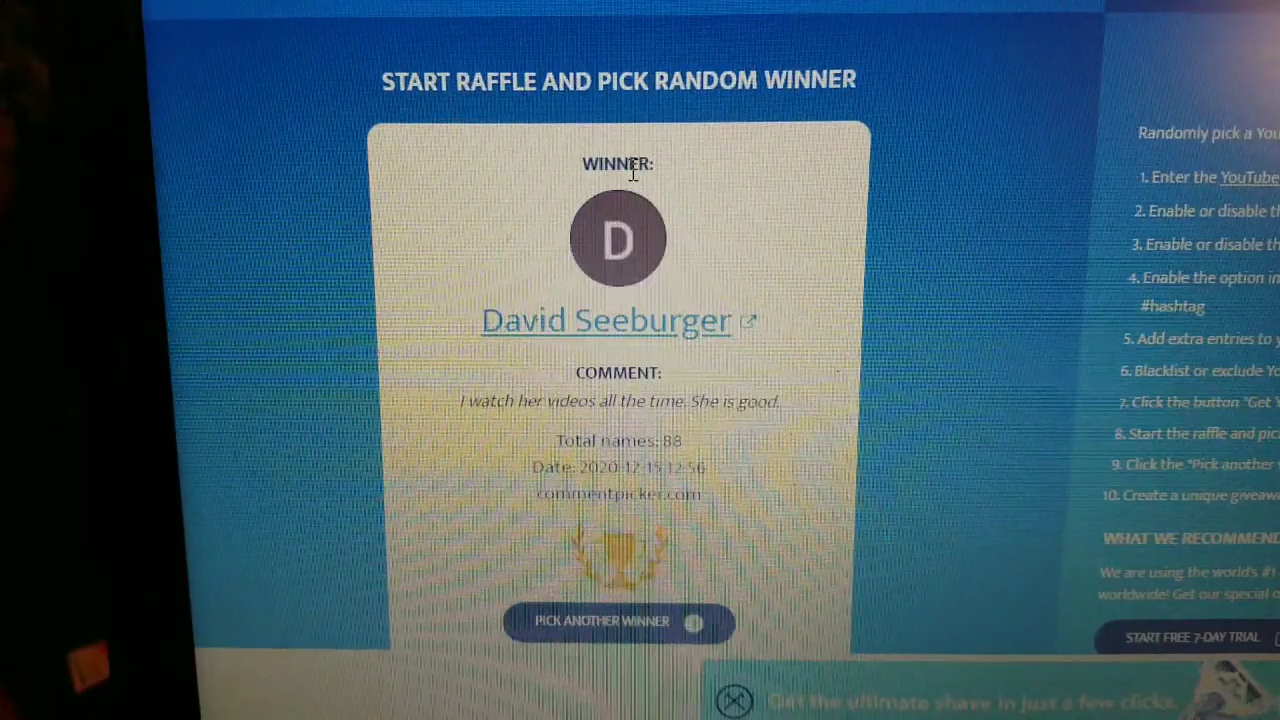 START RAFFLE AND PICK RANDOM WINNER
WINNER:
D
David Seeburger
COMMENT:
I watch her videos all the time. She is good.
Total names: 88
Date: 2020-12-15 12:56
commentpicker.com
PICK ANOTHER WINNER
Randomly pick a You
1. Enter the YouTube
2. Enable or disable th
3. Enable or disable th
4. Enable the option in
#hashtag
5. Add extra entries to y
6. Blacklist or exclude Yo
7. Click the button "Get Y
8. Start the raffle and pic
9. Click the "Pick another
10. Create a unique giveaw
WHAT WE RECOMMEND
We are using the world's #1
worldwide! Get our special o
START FREE 7-DAY TRIAL
Get the ultimate shave in just a few clicks.